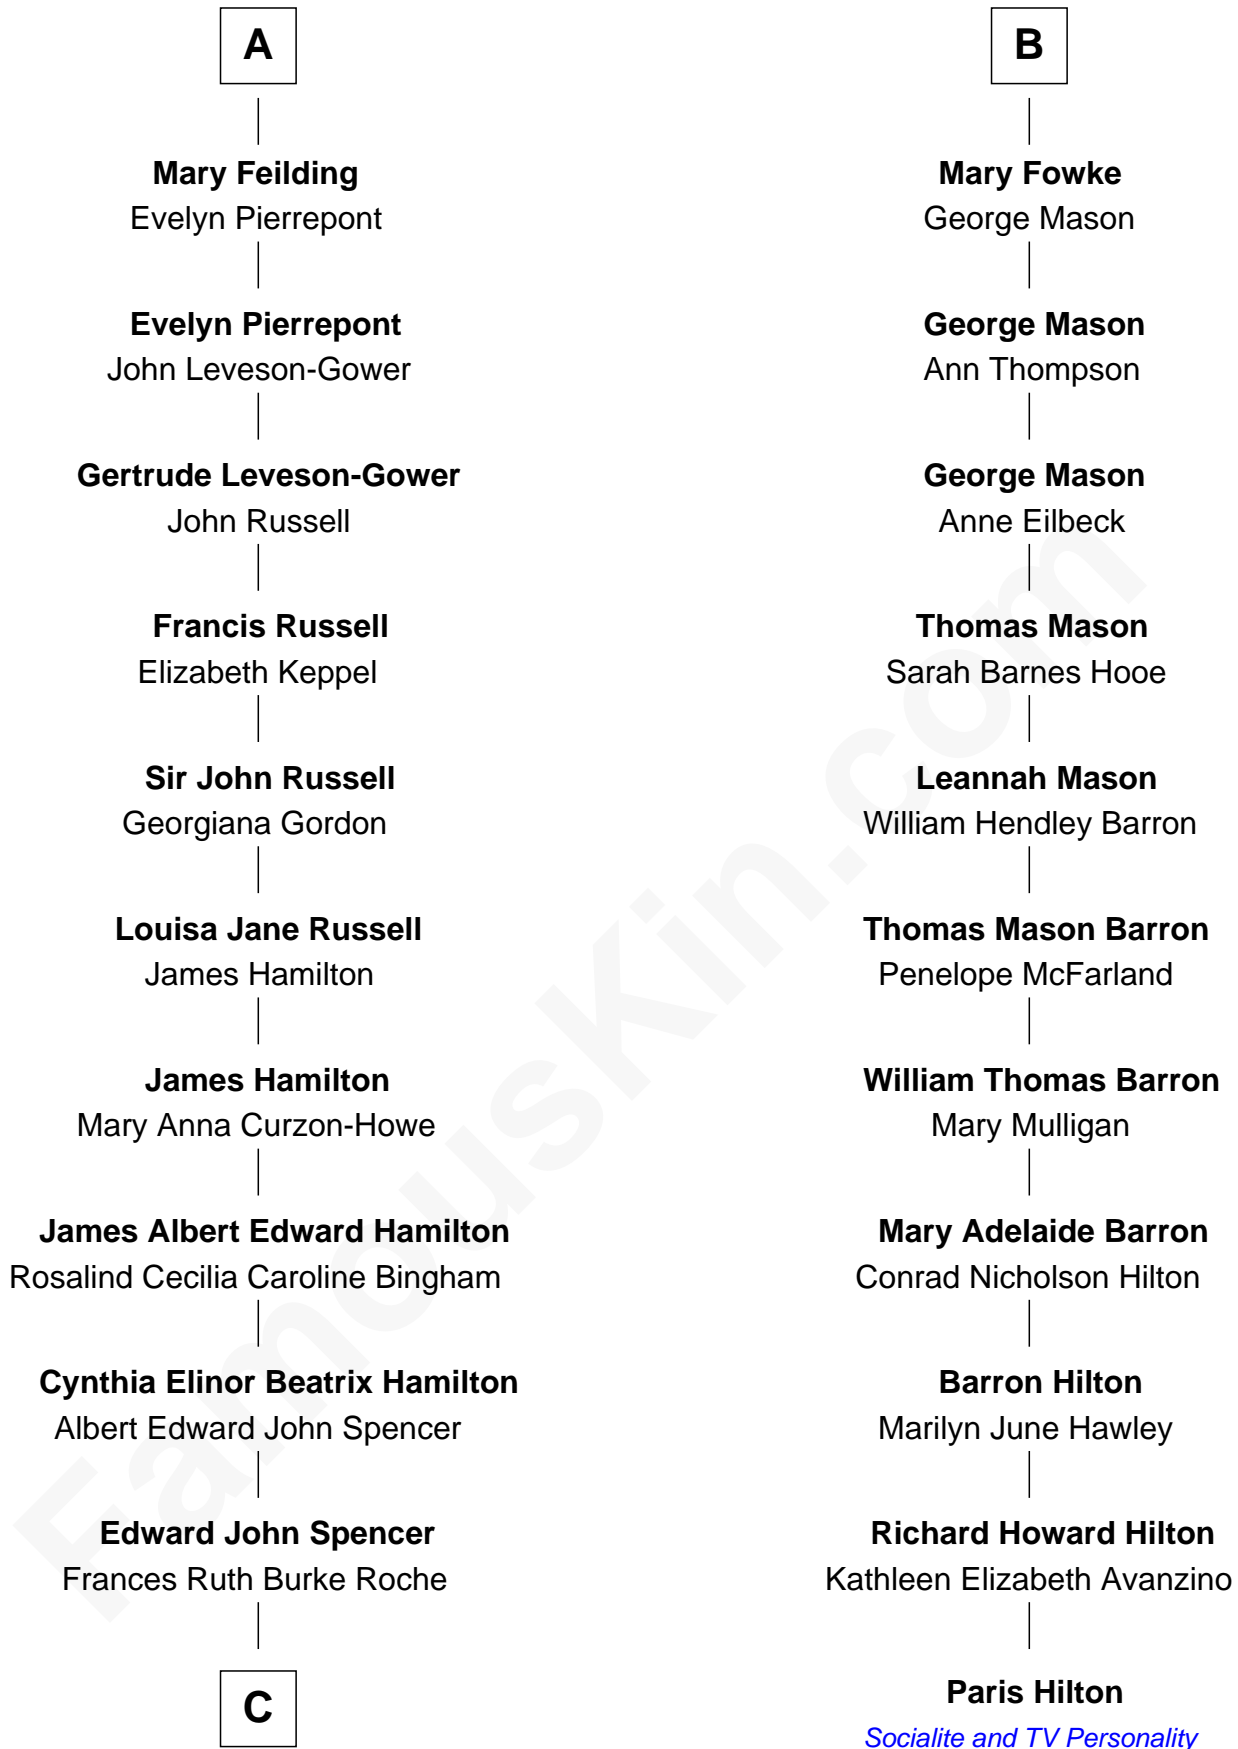 A
Mary Feilding
Evelyn Pierrepont
Evelyn Pierrepont
John Leveson-Gower
Gertrude Leveson-Gower
John Russell
Francis Russell
Elizabeth Keppel
Sir John Russell
Georgiana Gordon
Louisa Jane Russell
James Hamilton
James Hamilton
Mary Anna Curzon-Howe
James Albert Edward Hamilton
Rosalind Cecilia Caroline Bingham
Cynthia Elinor Beatrix Hamilton
Albert Edward John Spencer
Edward John Spencer
Frances Ruth Burke Roche
C
B
Mary Fowke
George Mason
George Mason
Ann Thompson
George Mason
Anne Eilbeck
Thomas Mason
Sarah Barnes Hooe
Leannah Mason
William Hendley Barron
Thomas Mason Barron
Penelope McFarland
William Thomas Barron
Mary Mulligan
Mary Adelaide Barron
Conrad Nicholson Hilton
Barron Hilton
Marilyn June Hawley
Richard Howard Hilton
Kathleen Elizabeth Avanzino
Paris Hilton
Socialite and TV Personality
FamousKin.com